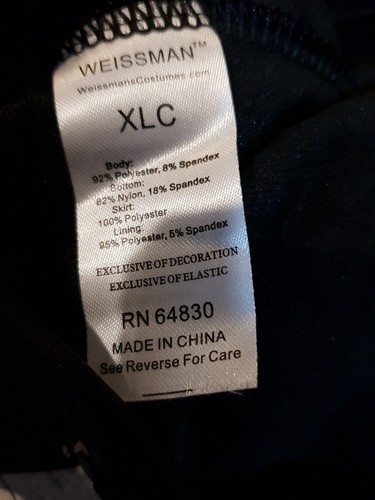 WEISSMAN™
WeissmansCostumes.com
XLC
Body:
92% Polyester, 8% Spandex
Bottom:
82% Nylon, 18% Spandex
Skirt:
100% Polyester
Lining:
95% Polyester, 5% Spandex
EXCLUSIVE OF DECORATION
EXCLUSIVE OF ELASTIC
RN 64830
MADE IN CHINA
See Reverse For Care